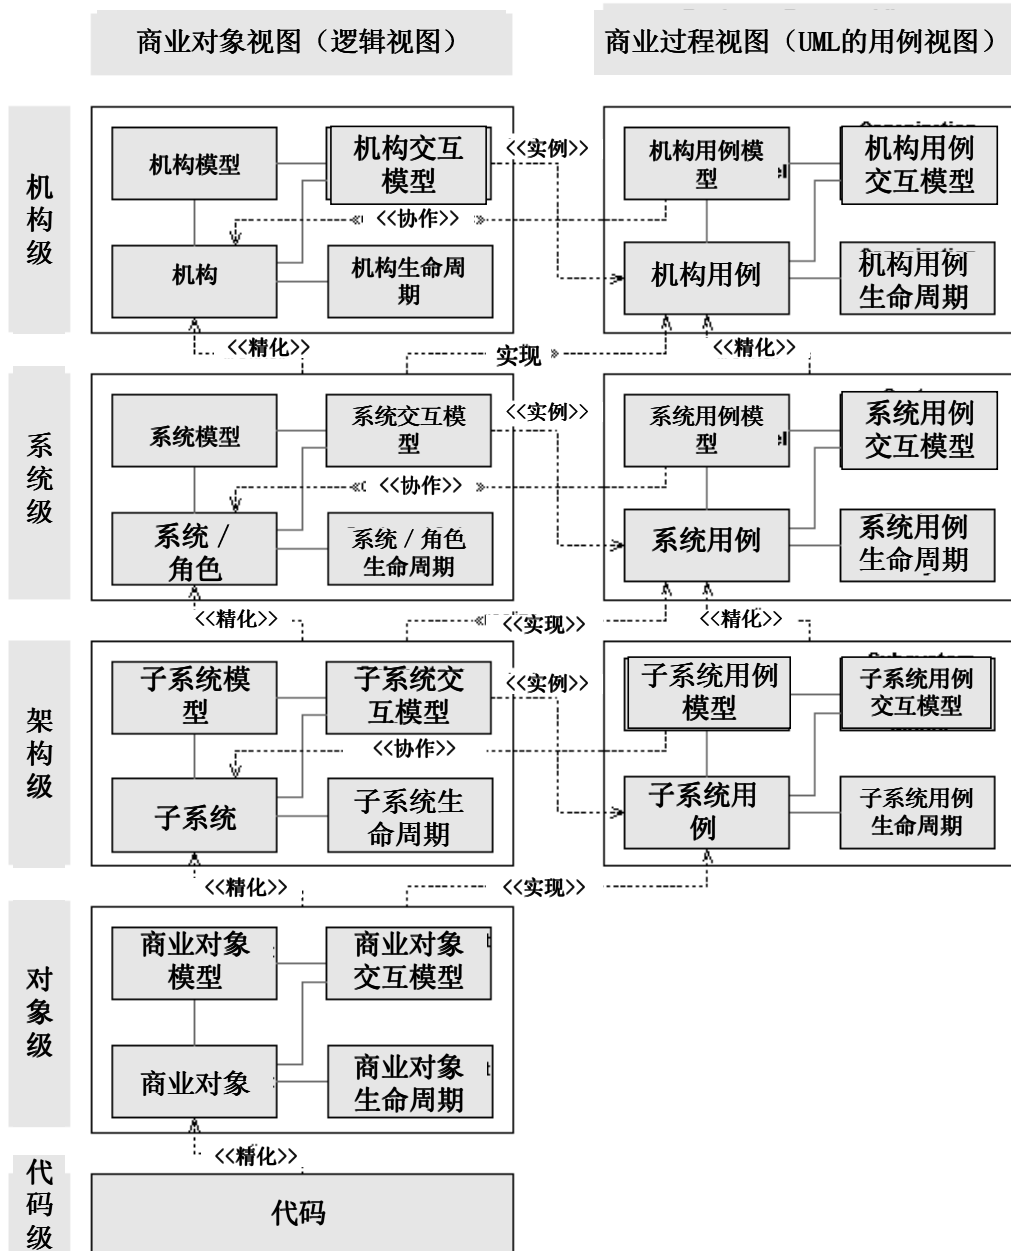 商业对象视图（逻辑视图）
商业过程视图（UML的用例视图）
机
构
级
机构模型
机构交互
模型
<<实例>>
机构用例模
型
机构用例
交互模型
<<协作>>
机构
机构生命周
期
机构用例
机构用例
生命周期
<<精化>>
实现
<<精化>>
系
统
级
系统模型
系统交互模
型
<<实例>>
系统用例模
型
系统用例
交互模型
<<协作>>
系统 /
角色
系统 / 角色
生命周期
系统用例
系统用例
生命周期
<<精化>>
<<实现>>
<<精化>>
架
构
级
子系统模
型
子系统交
互模型
<<实例>>
子系统用例
模型
子系统用例
交互模型
<<协作>>
子系统
子系统生
命周期
子系统用
例
子系统用例
生命周期
<<精化>>
<<实现>>
对
象
级
商业对象
模型
商业对象
交互模型
商业对象
商业对象
生命周期
<<精化>>
代
码
级
代码